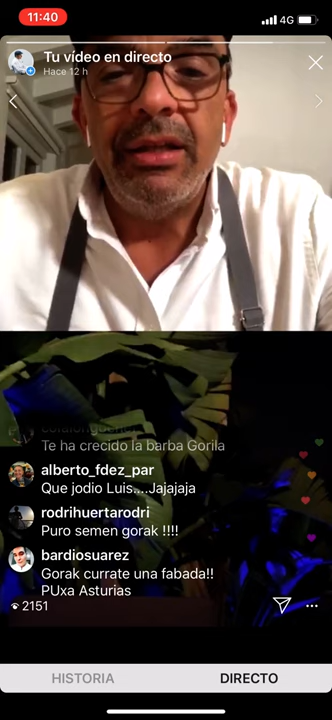 11:40
4G
Tu vídeo en directo
Hace 12 h
Te ha crecido la barba Gorila
alberto_fdez_par
Que jodio Luis....Jajajaja
rodrihuertarodri
Puro semen gorak !!!!
bardiosuarez
Gorak currate una fabada!!
PUxa Asturias
2151
HISTORIA
DIRECTO